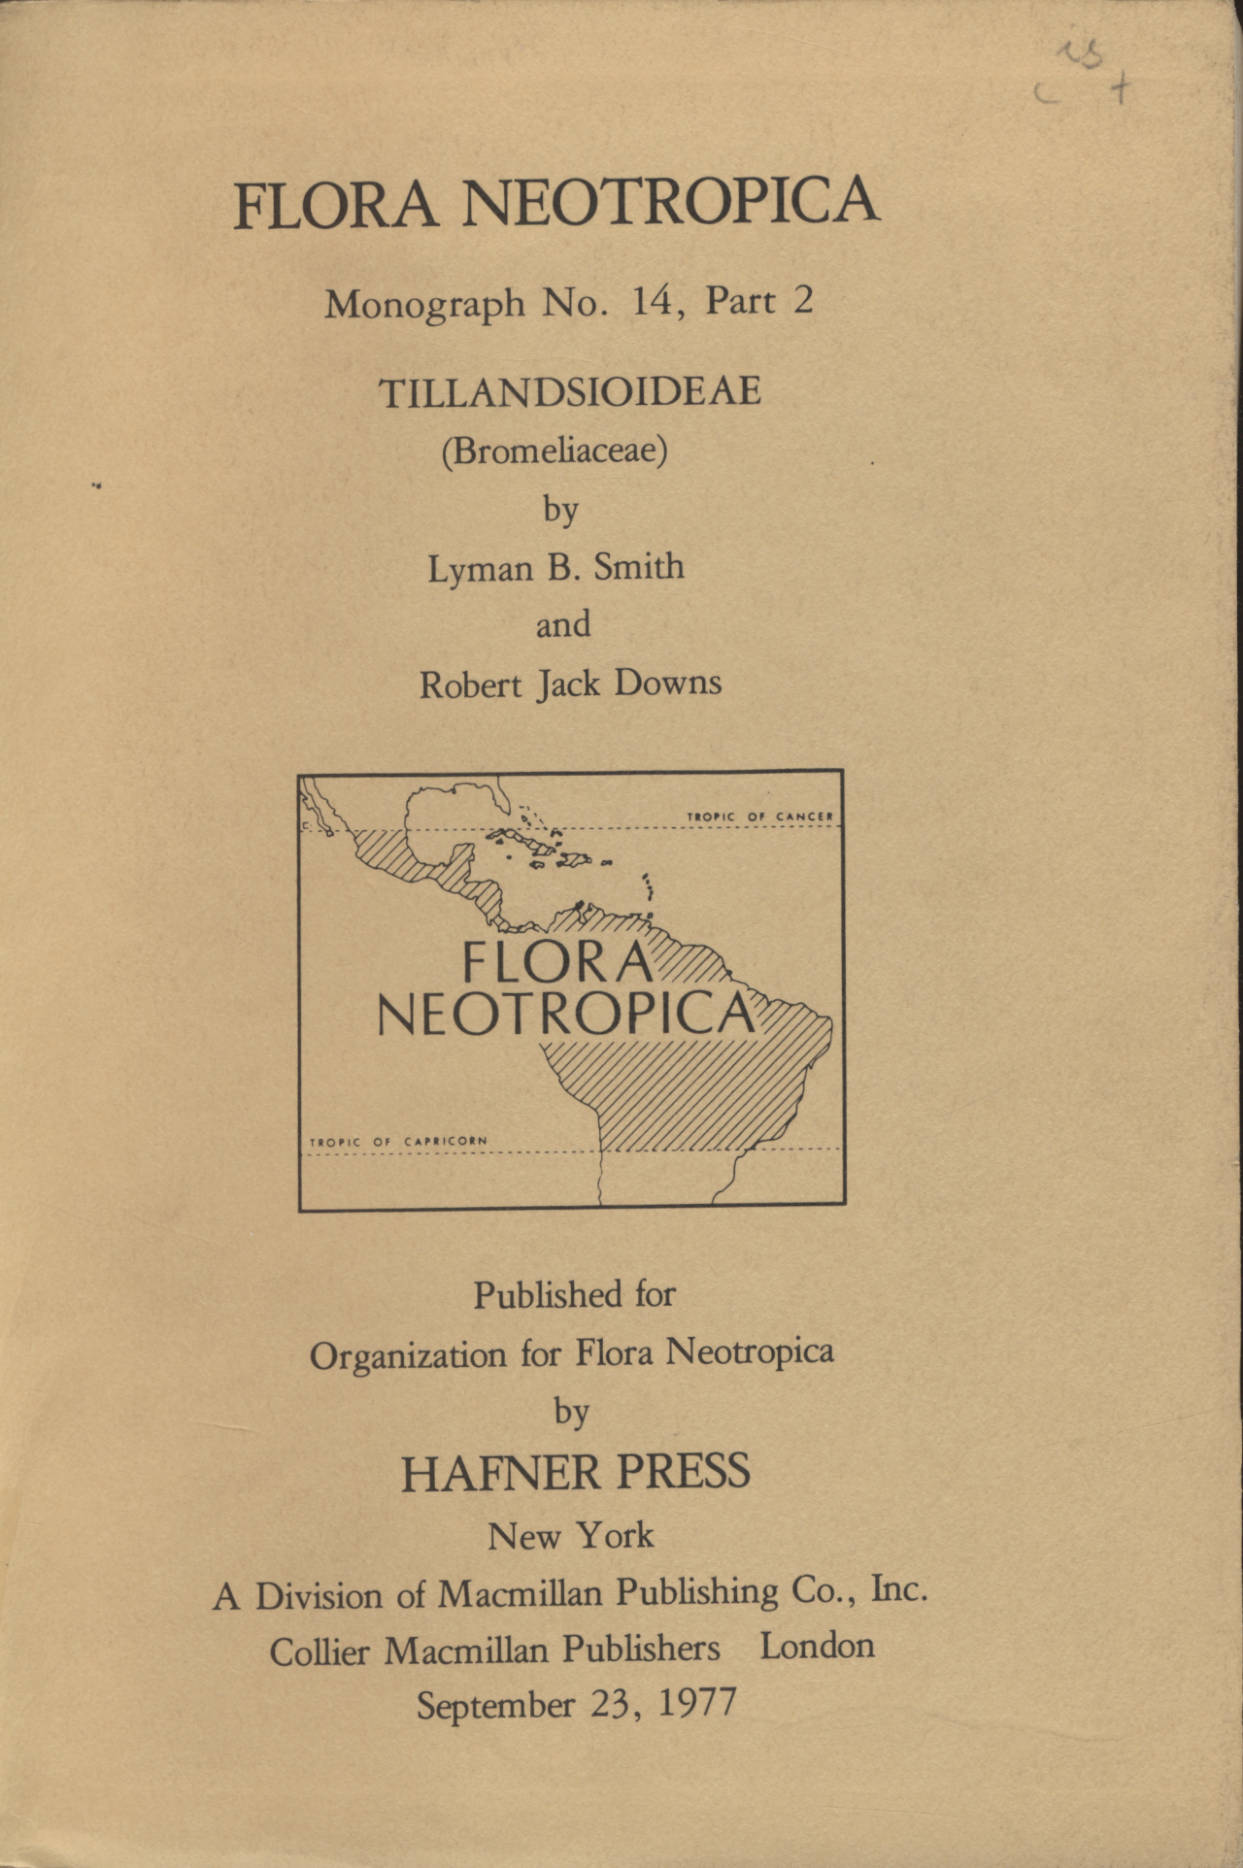 FLORA NEOTROPICA
Monograph No. 14, Part 2
TILLANDSIOIDEAE
(Bromeliaceae)
by
Lyman B. Smith
and
Robert Jack Downs
TROPIC OF CANCER
FLORA
NEOTROPICA
TROPIC OF CAPRICORN
Published for
Organization for Flora Neotropica
by
HAFNER PRESS
New York
A Division of Macmillan Publishing Co., Inc.
Collier Macmillan Publishers London
September 23, 1977